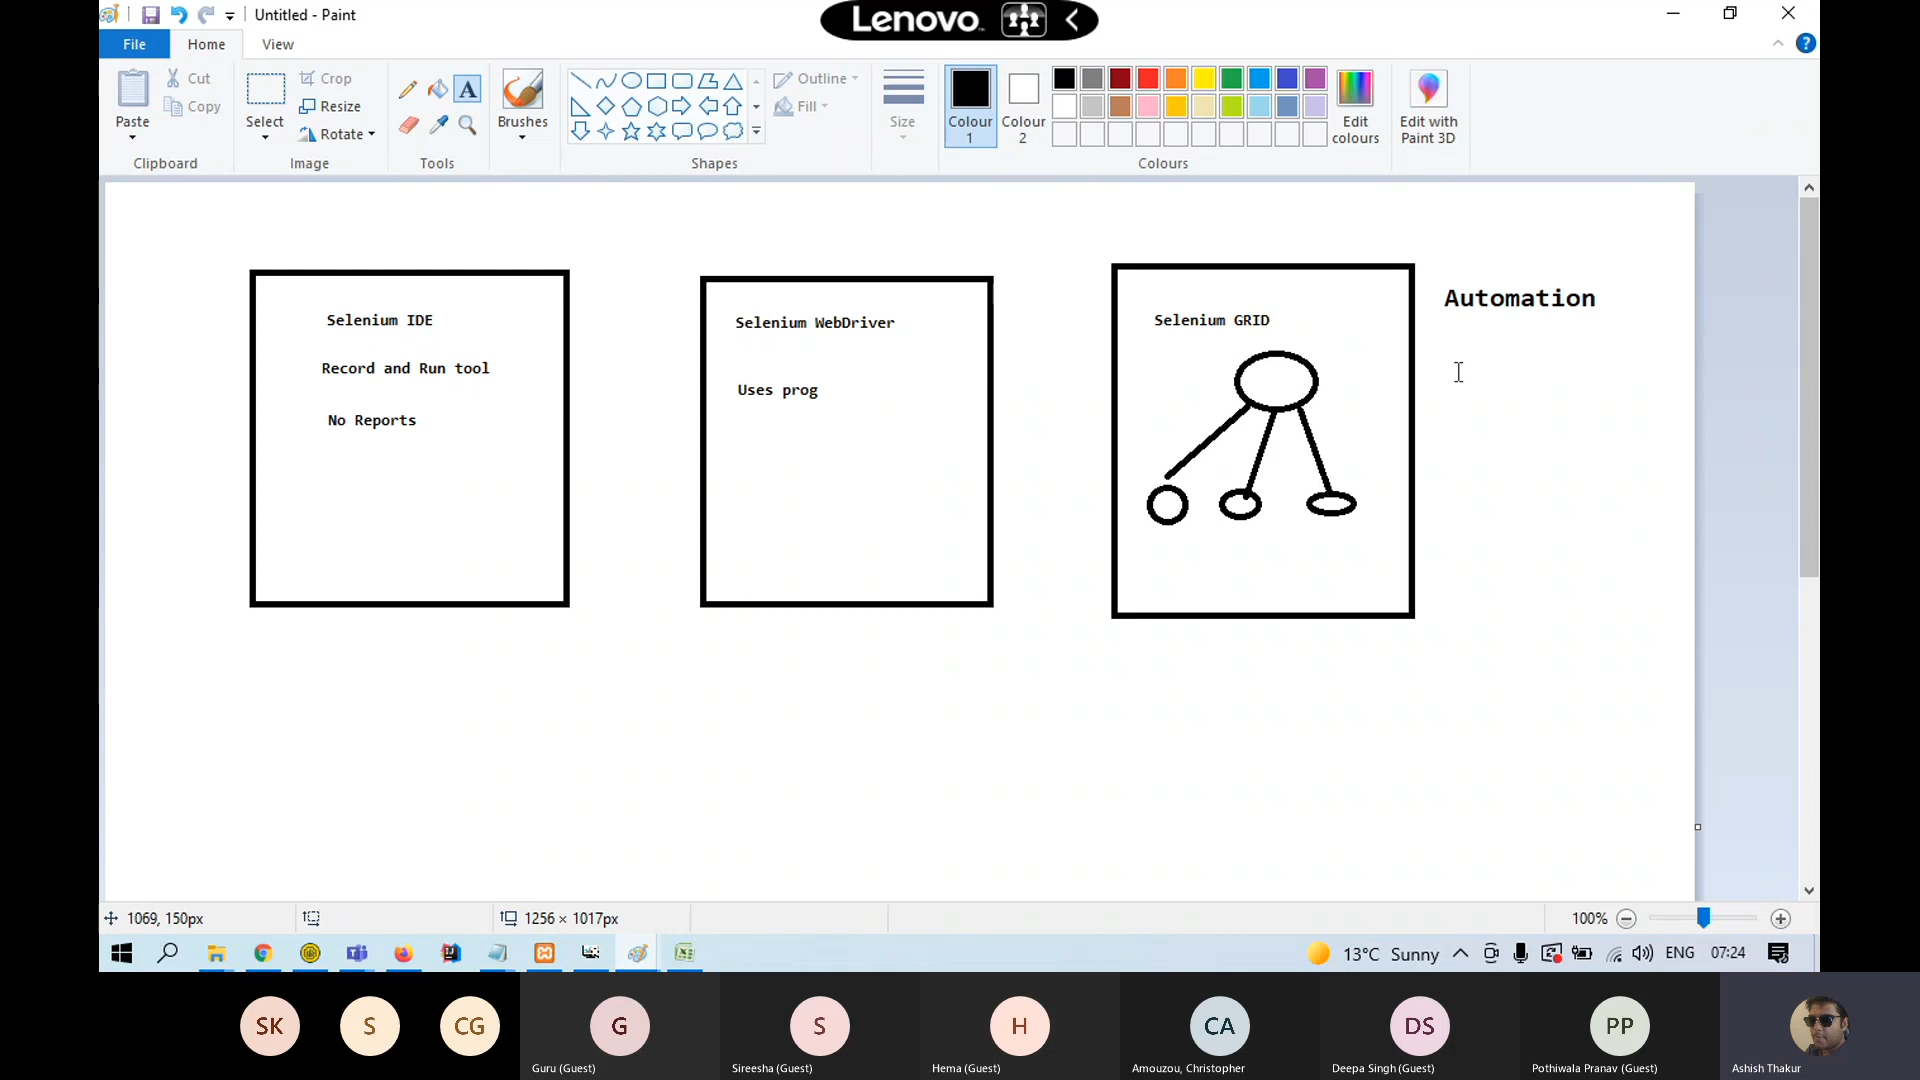 Untitled - Paint
Lenovo
File
Home
View
Cut
Crop
Outline
Copy
Resize
Fill
Rotate
Paste
Select
Brushes
Size
Colour
1
Colour
2
Edit
colours
Edit with
Paint 3D
Clipboard
Image
Tools
Shapes
Colours
Selenium IDE
Record and Run tool
No Reports
Selenium WebDriver
Uses prog
Selenium GRID
Automation
1069, 150px
1256 × 1017px
100%
13°C Sunny
ENG
07:24
SK
S
CG
G
Guru (Guest)
S
Sireesha (Guest)
H
Hema (Guest)
CA
Amouzou, Christopher
DS
Deepa Singh (Guest)
PP
Pothiwala Pranav (Guest)
Ashish Thakur